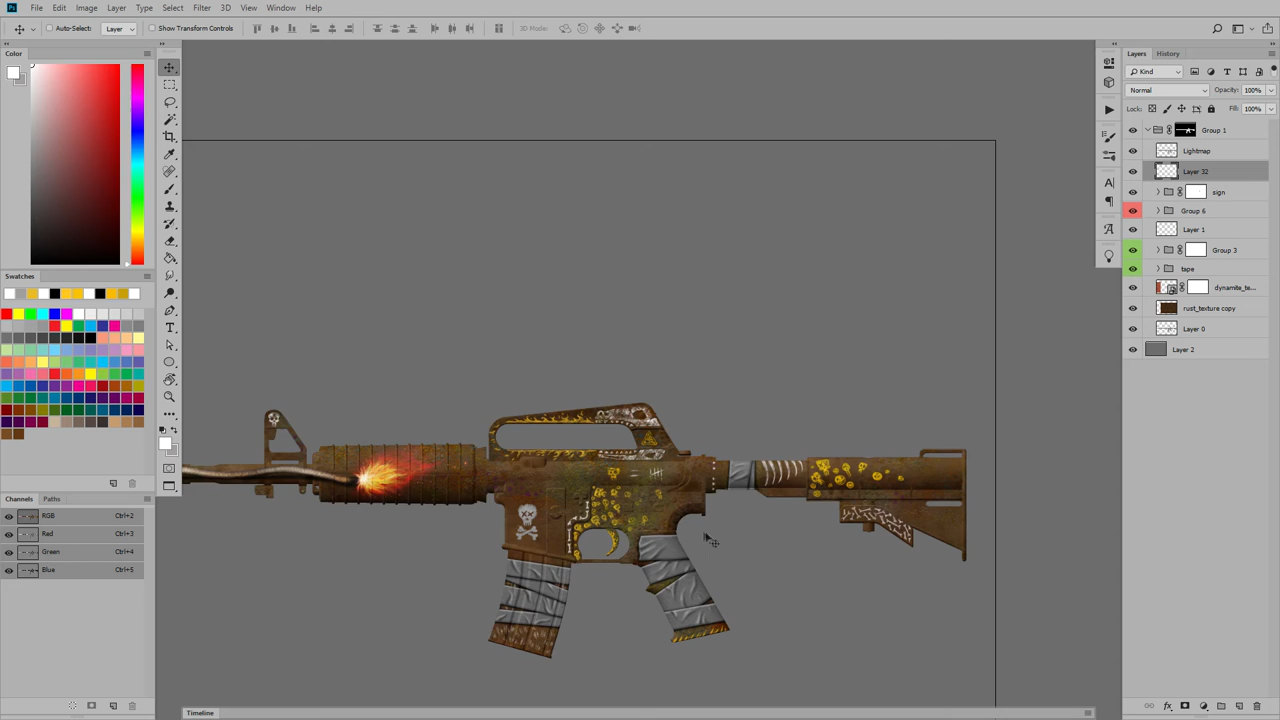 Ps File Edit Image Layer Type Select Filter 3D View Window Help
Auto-Select: Layer Show Transform Controls 3D Mode:
Color
Swatches
Channels Paths
RGB Ctrl+2
Red Ctrl+3
Green Ctrl+4
Blue Ctrl+5
Timeline
Layers History
Kind
Normal Opacity: 100%
Lock: Fill: 100%
Group 1
Lightmap
Layer 32
sign
Group 6
Layer 1
Group 3
tape
dynamite_te...
rust_texture copy
Layer 0
Layer 2
fx